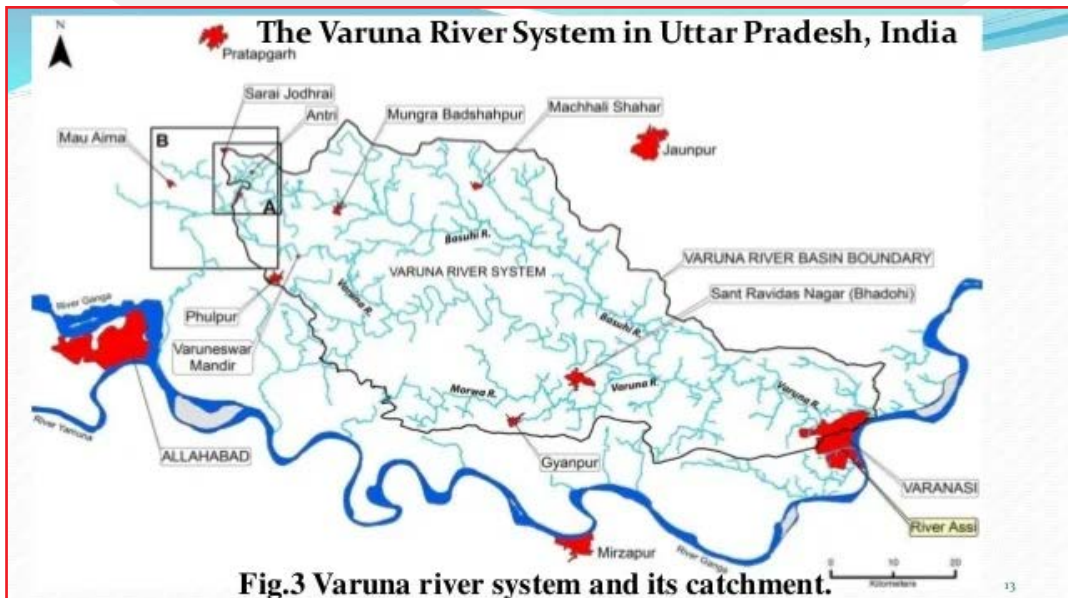 The Varuna River System in Uttar Pradesh, India
N
Pratapgarh
Sarai Jodhrai
Antri
Mungra Badshahpur
Machhali Shahar
Mau Aima
B
Jaunpur
A
Basuhi R.
VARUNA RIVER SYSTEM
VARUNA RIVER BASIN BOUNDARY
Sant Ravidas Nagar (Bhadohi)
River Ganga
Phulpur
Varuna R.
Basuhi R.
Varuneswar
Mandir
Morwa R.
Varuna R.
Varuna R.
River Yamuna
ALLAHABAD
Gyanpur
VARANASI
River Assi
Mirzapur
River Ganga
0 10 20
Kilometers
Fig.3 Varuna river system and its catchment.
13